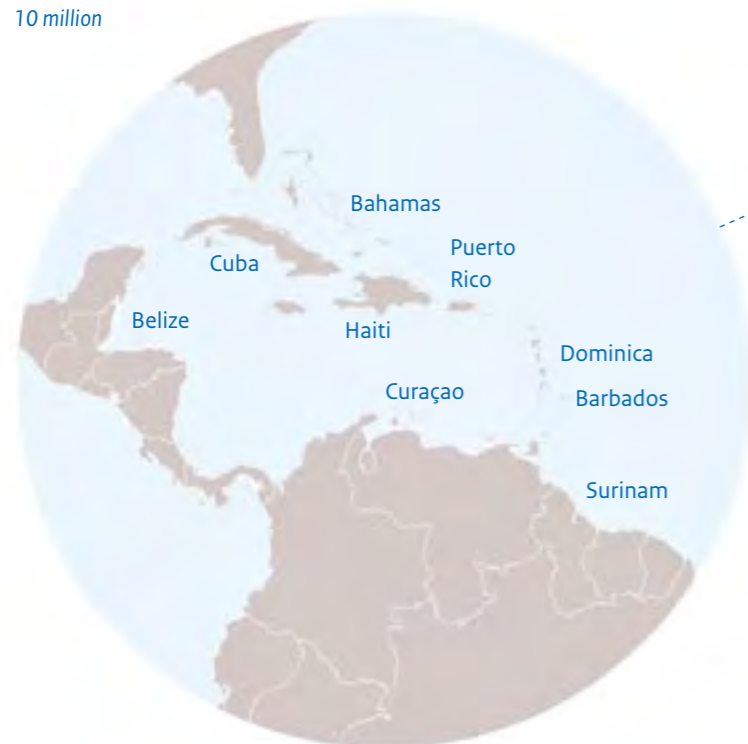 10 million
Bahamas
Puerto
Rico
Cuba
Belize
Haiti
Dominica
Curaçao
Barbados
Surinam